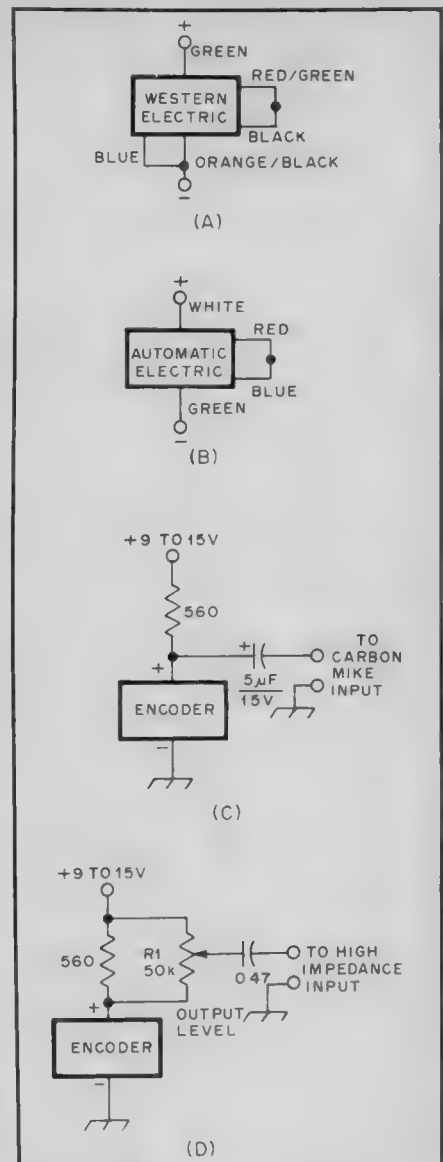 +
GREEN
RED/GREEN
WESTERN
ELECTRIC
BLACK
BLUE
ORANGE/BLACK
−
(A)
+
WHITE
RED
AUTOMATIC
ELECTRIC
BLUE
GREEN
−
(B)
+9 TO 15V
560
+
TO
CARBON
MIKE
INPUT
5µF
15V
+
ENCODER
−
(C)
+9 TO 15V
560
R1
50k
047
TO HIGH
IMPEDANCE
INPUT
OUTPUT
LEVEL
+
ENCODER
−
(D)